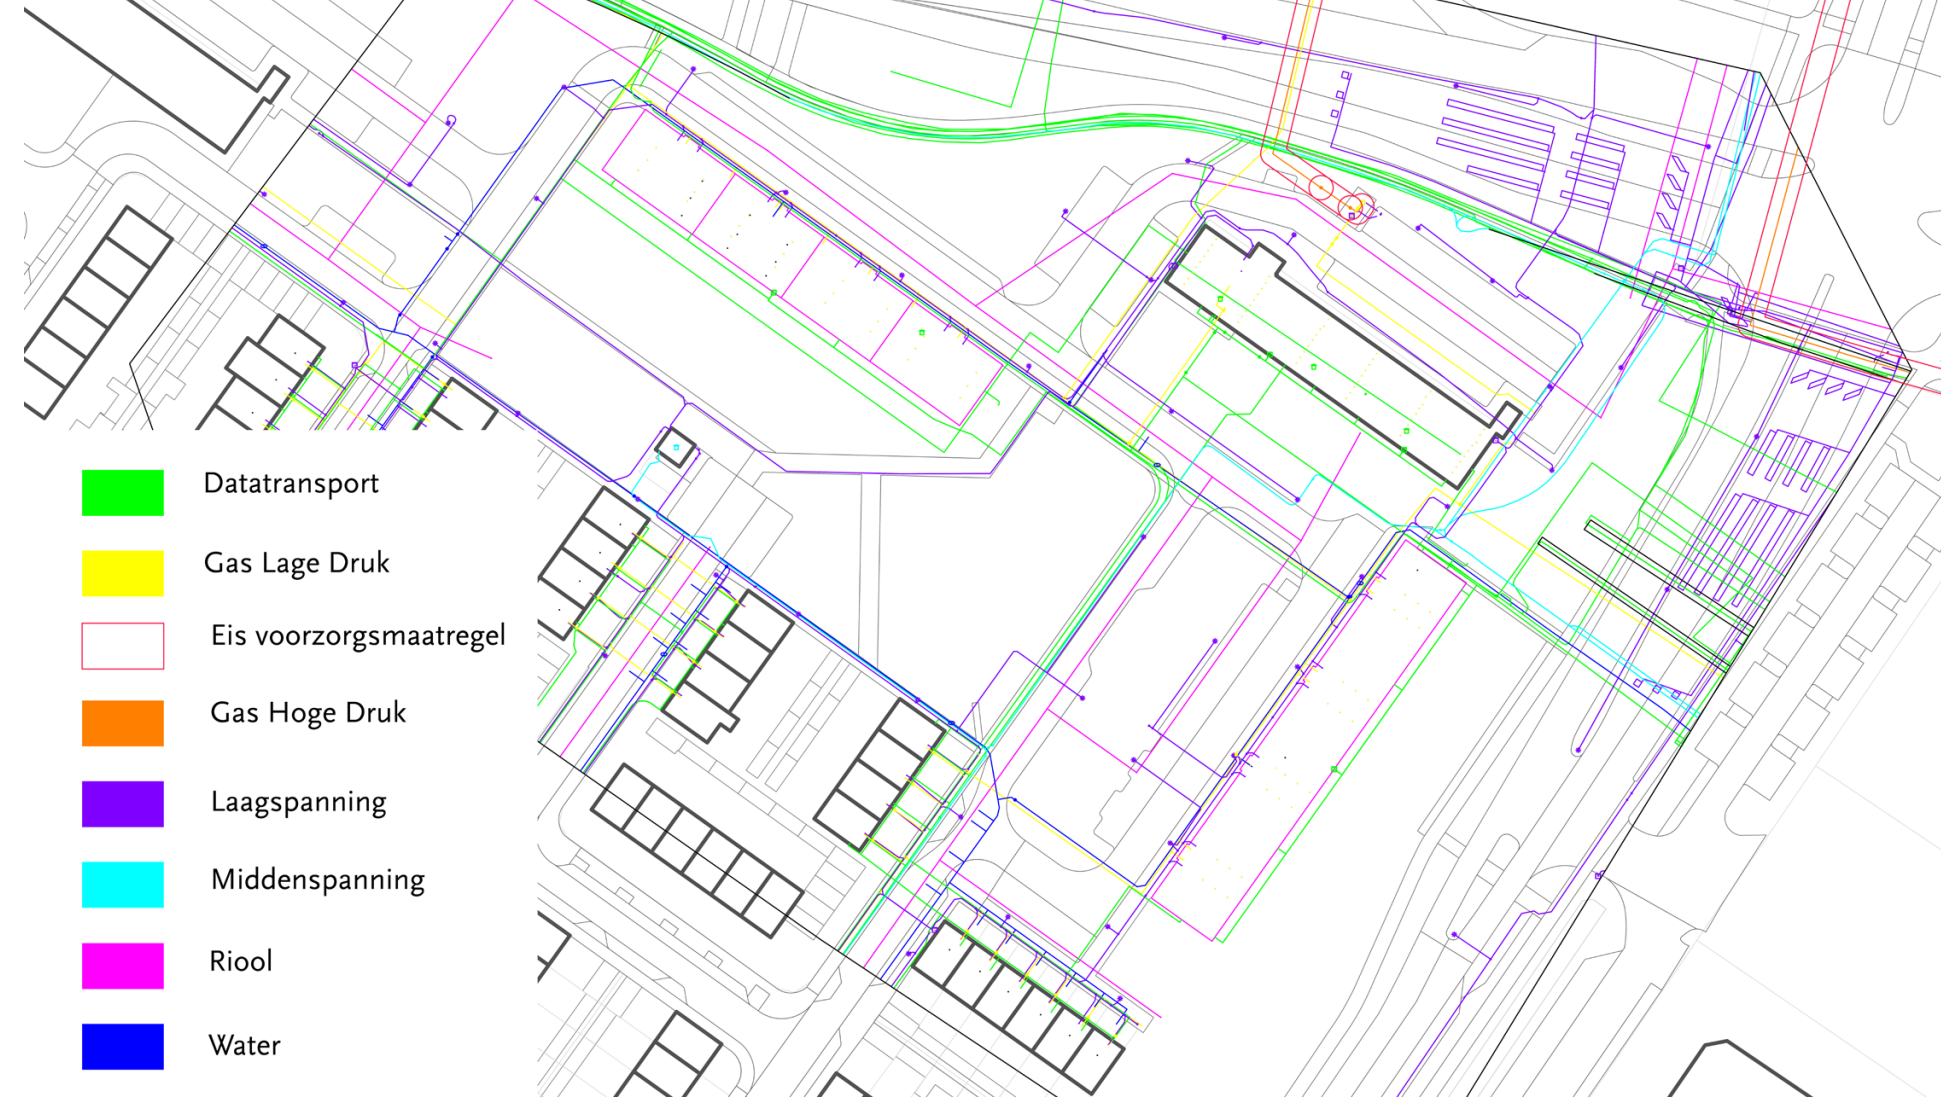 Datatransport
Gas Lage Druk
Eis voorzorgsmaatregel
Gas Hoge Druk
Laagspanning
Middenspanning
Riool
Water